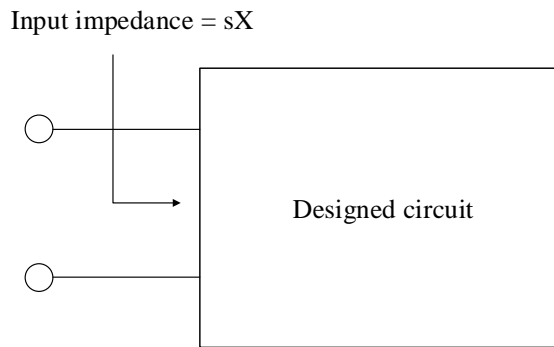 Input impedance = sX
Designed circuit